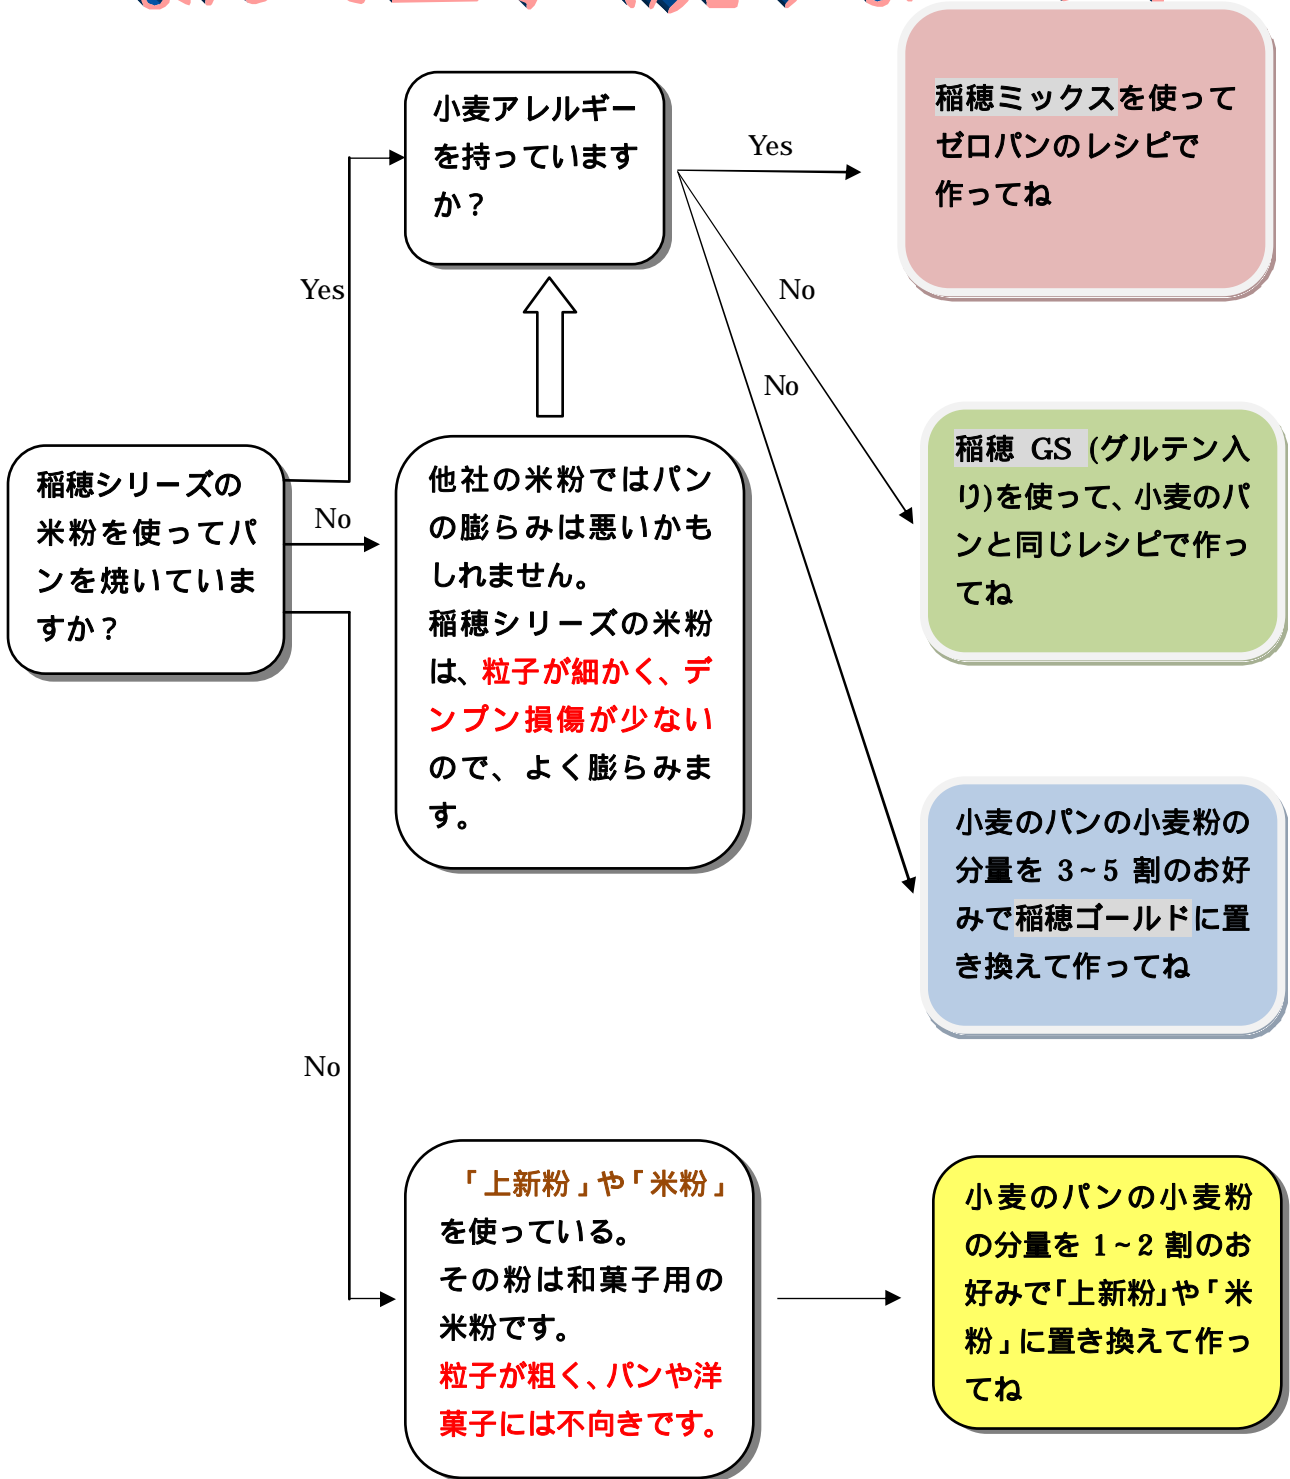 小麦アレルギー
を持っています
か？
Yes
稲穂ミックスを使って
ゼロパンのレシピで
作ってね
Yes
No
No
稲穂シリーズの
米粉を使ってパ
ンを焼いていま
すか？
No
他社の米粉ではパン
の膨らみは悪いかも
しれません。
稲穂シリーズの米粉
は、粒子が細かく、デ
ンプン損傷が少ない
ので、よく膨らみま
す。
稲穂 GS (グルテン入
り)を使って、小麦のパ
ンと同じレシピで作っ
てね
小麦のパンの小麦粉の
分量を 3~5 割のお好
みで稲穂ゴールドに置
き換えて作ってね
No
「上新粉」や「米粉」
を使っている。
その粉は和菓子用の
米粉です。
粒子が粗く、パンや洋
菓子には不向きです。
小麦のパンの小麦粉
の分量を 1~2 割のお
好みで「上新粉」や「米
粉」に置き換えて作っ
てね